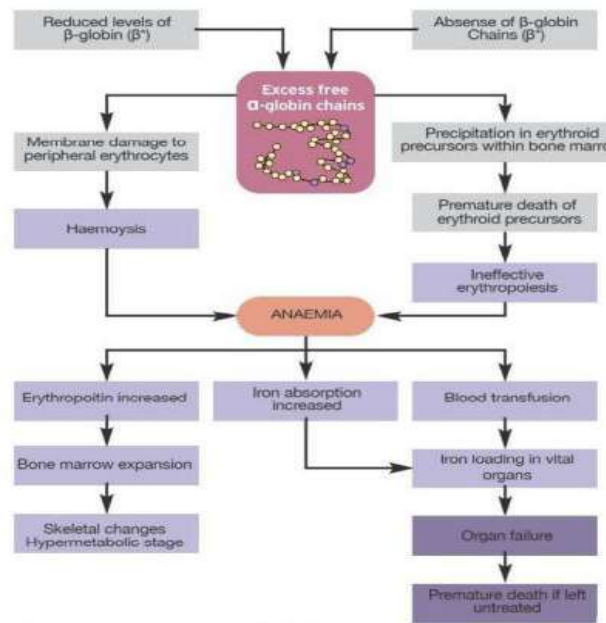 Reduced levels of
β-globin (β⁺)
Absense of β-globin
Chains (β⁺)
Excess free
α-globin chains
Membrane damage to
peripheral erythrocytes
Precipitation in erythroid
precursors within bone marro
Haemoysis
Premature death of
erythroid precursors
Ineffective
erythropoiesis
ANAEMIA
Erythropoitin increased
Iron absorption
increased
Blood transfusion
Bone marrow expansion
Iron loading in vital
organs
Skeletal changes
Hypermetabolic stage
Organ failure
Premature death if left
untreated